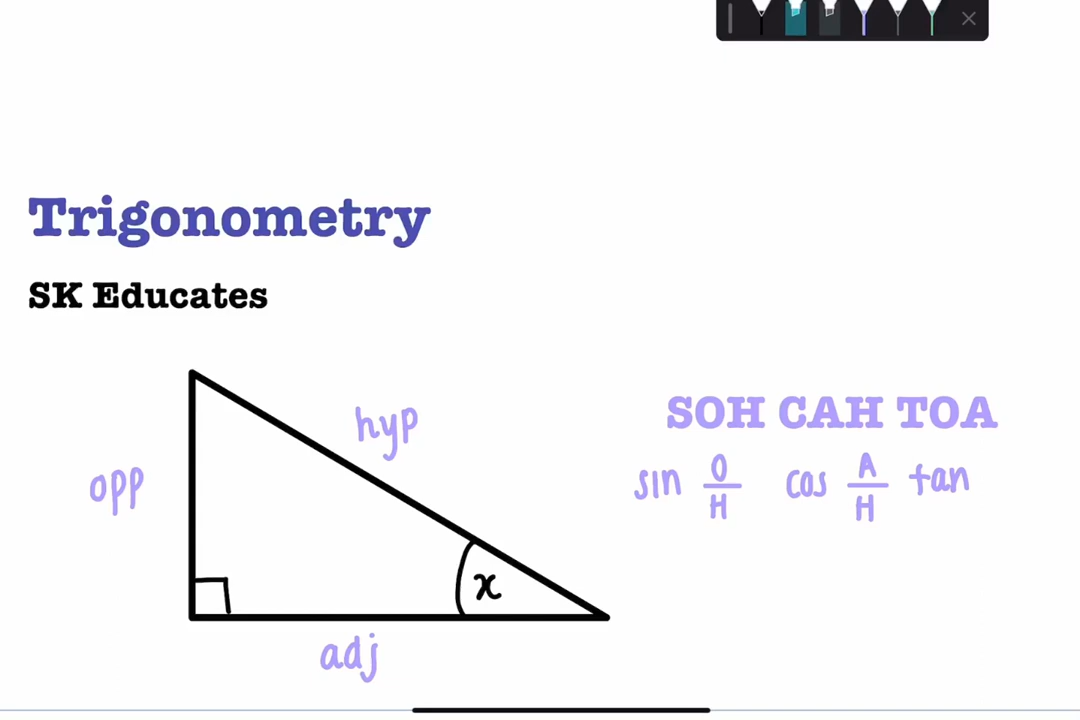 Trigonometry
SK Educates
hyp
SOH CAH TOA
opp
sin O/H cos A/H tan
x
adj